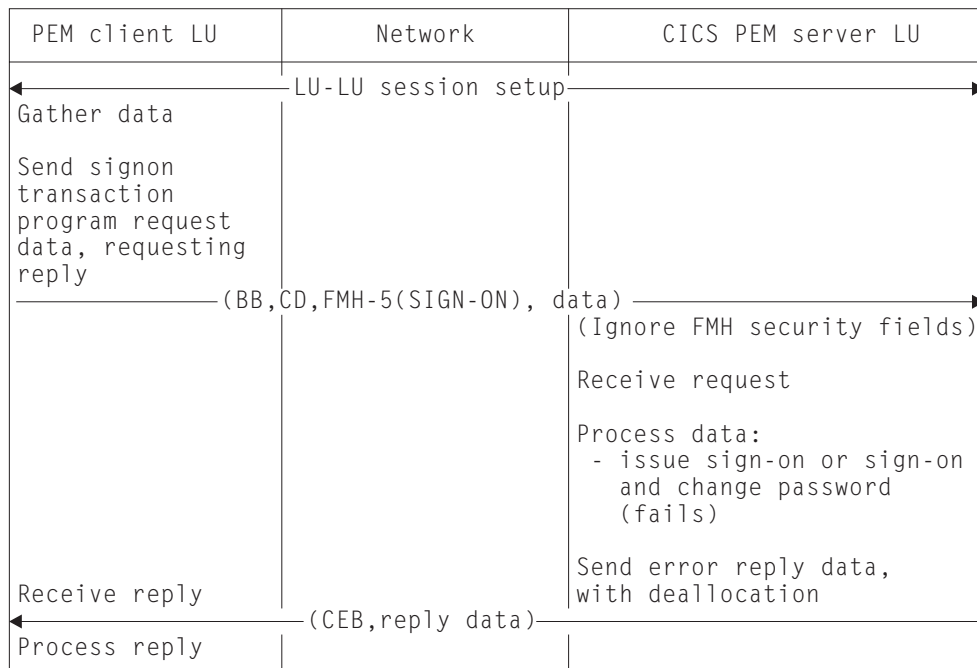 PEM client LU
Network
CICS PEM server LU
LU-LU session setup
Gather data
Send signon
transaction
program request
data, requesting
reply
(BB,CD,FMH-5(SIGN-ON), data)
(Ignore FMH security fields)
Receive request
Process data:
- issue sign-on or sign-on
and change password
(fails)
Send error reply data,
with deallocation
Receive reply
(CEB,reply data)
Process reply